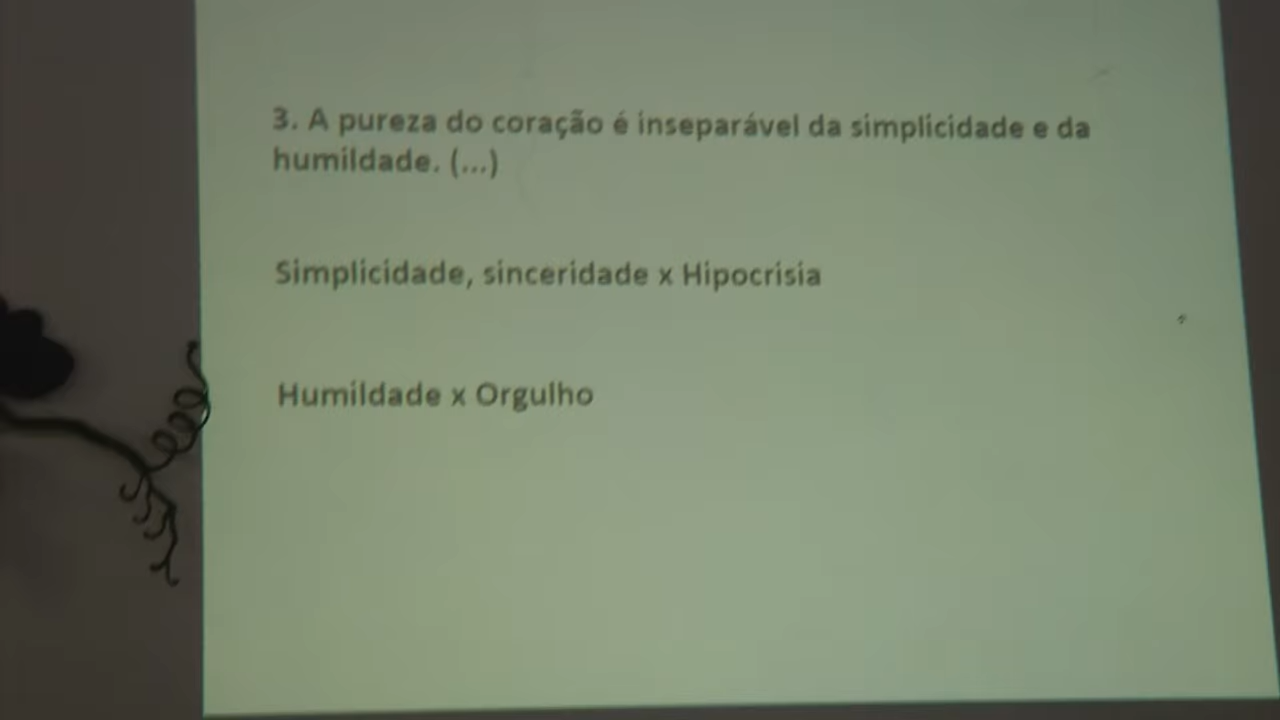 3. A pureza do coração é inseparável da simplicidade e da
humildade. (...)
Simplicidade, sinceridade x Hipocrisia
Humildade x Orgulho